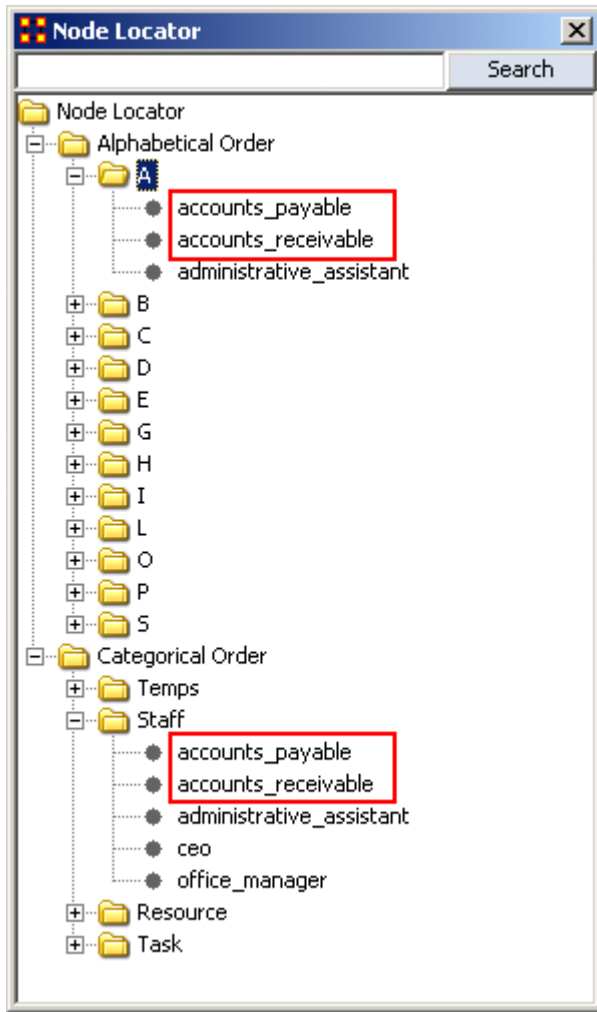 Node Locator
Search
Node Locator
Alphabetical Order
A
accounts_payable
accounts_receivable
administrative_assistant
B
C
D
E
G
H
I
L
O
P
S
Categorical Order
Temps
Staff
accounts_payable
accounts_receivable
administrative_assistant
ceo
office_manager
Resource
Task